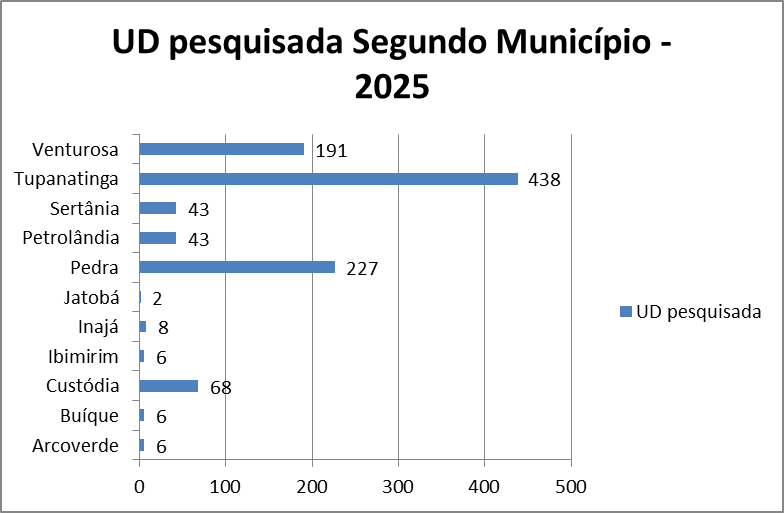 UD pesquisada Segundo Município -
2025
Venturosa 191
Tupanatinga 438
Sertânia 43
Petrolândia 43
Pedra 227
Jatobá 2
Inajá 8
Ibimirim 6
Custódia 68
Buíque 6
Arcoverde 6
0 100 200 300 400 500
UD pesquisada